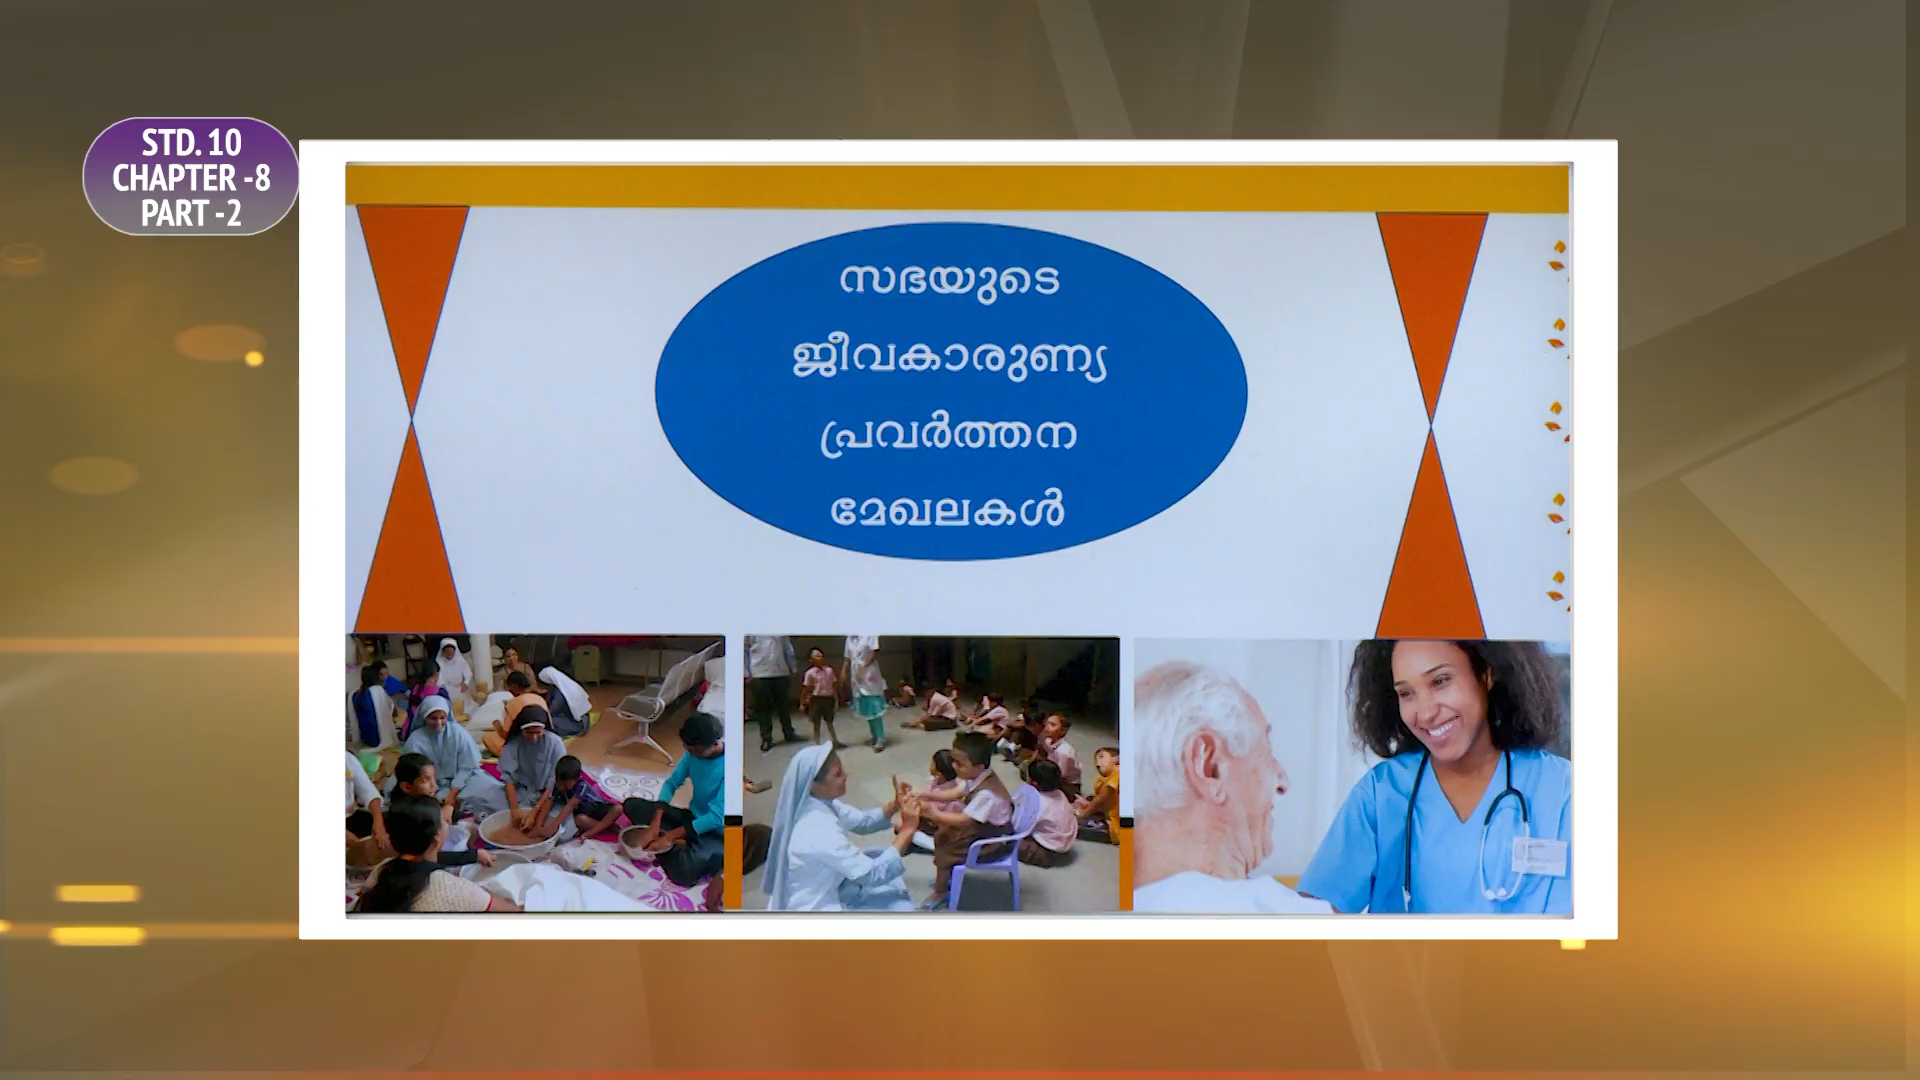 STD. 10
CHAPTER -8
PART -2
സഭയുടെ
ജീവകാരുണ്യ
പ്രവർത്തന
മേഖലകൾ